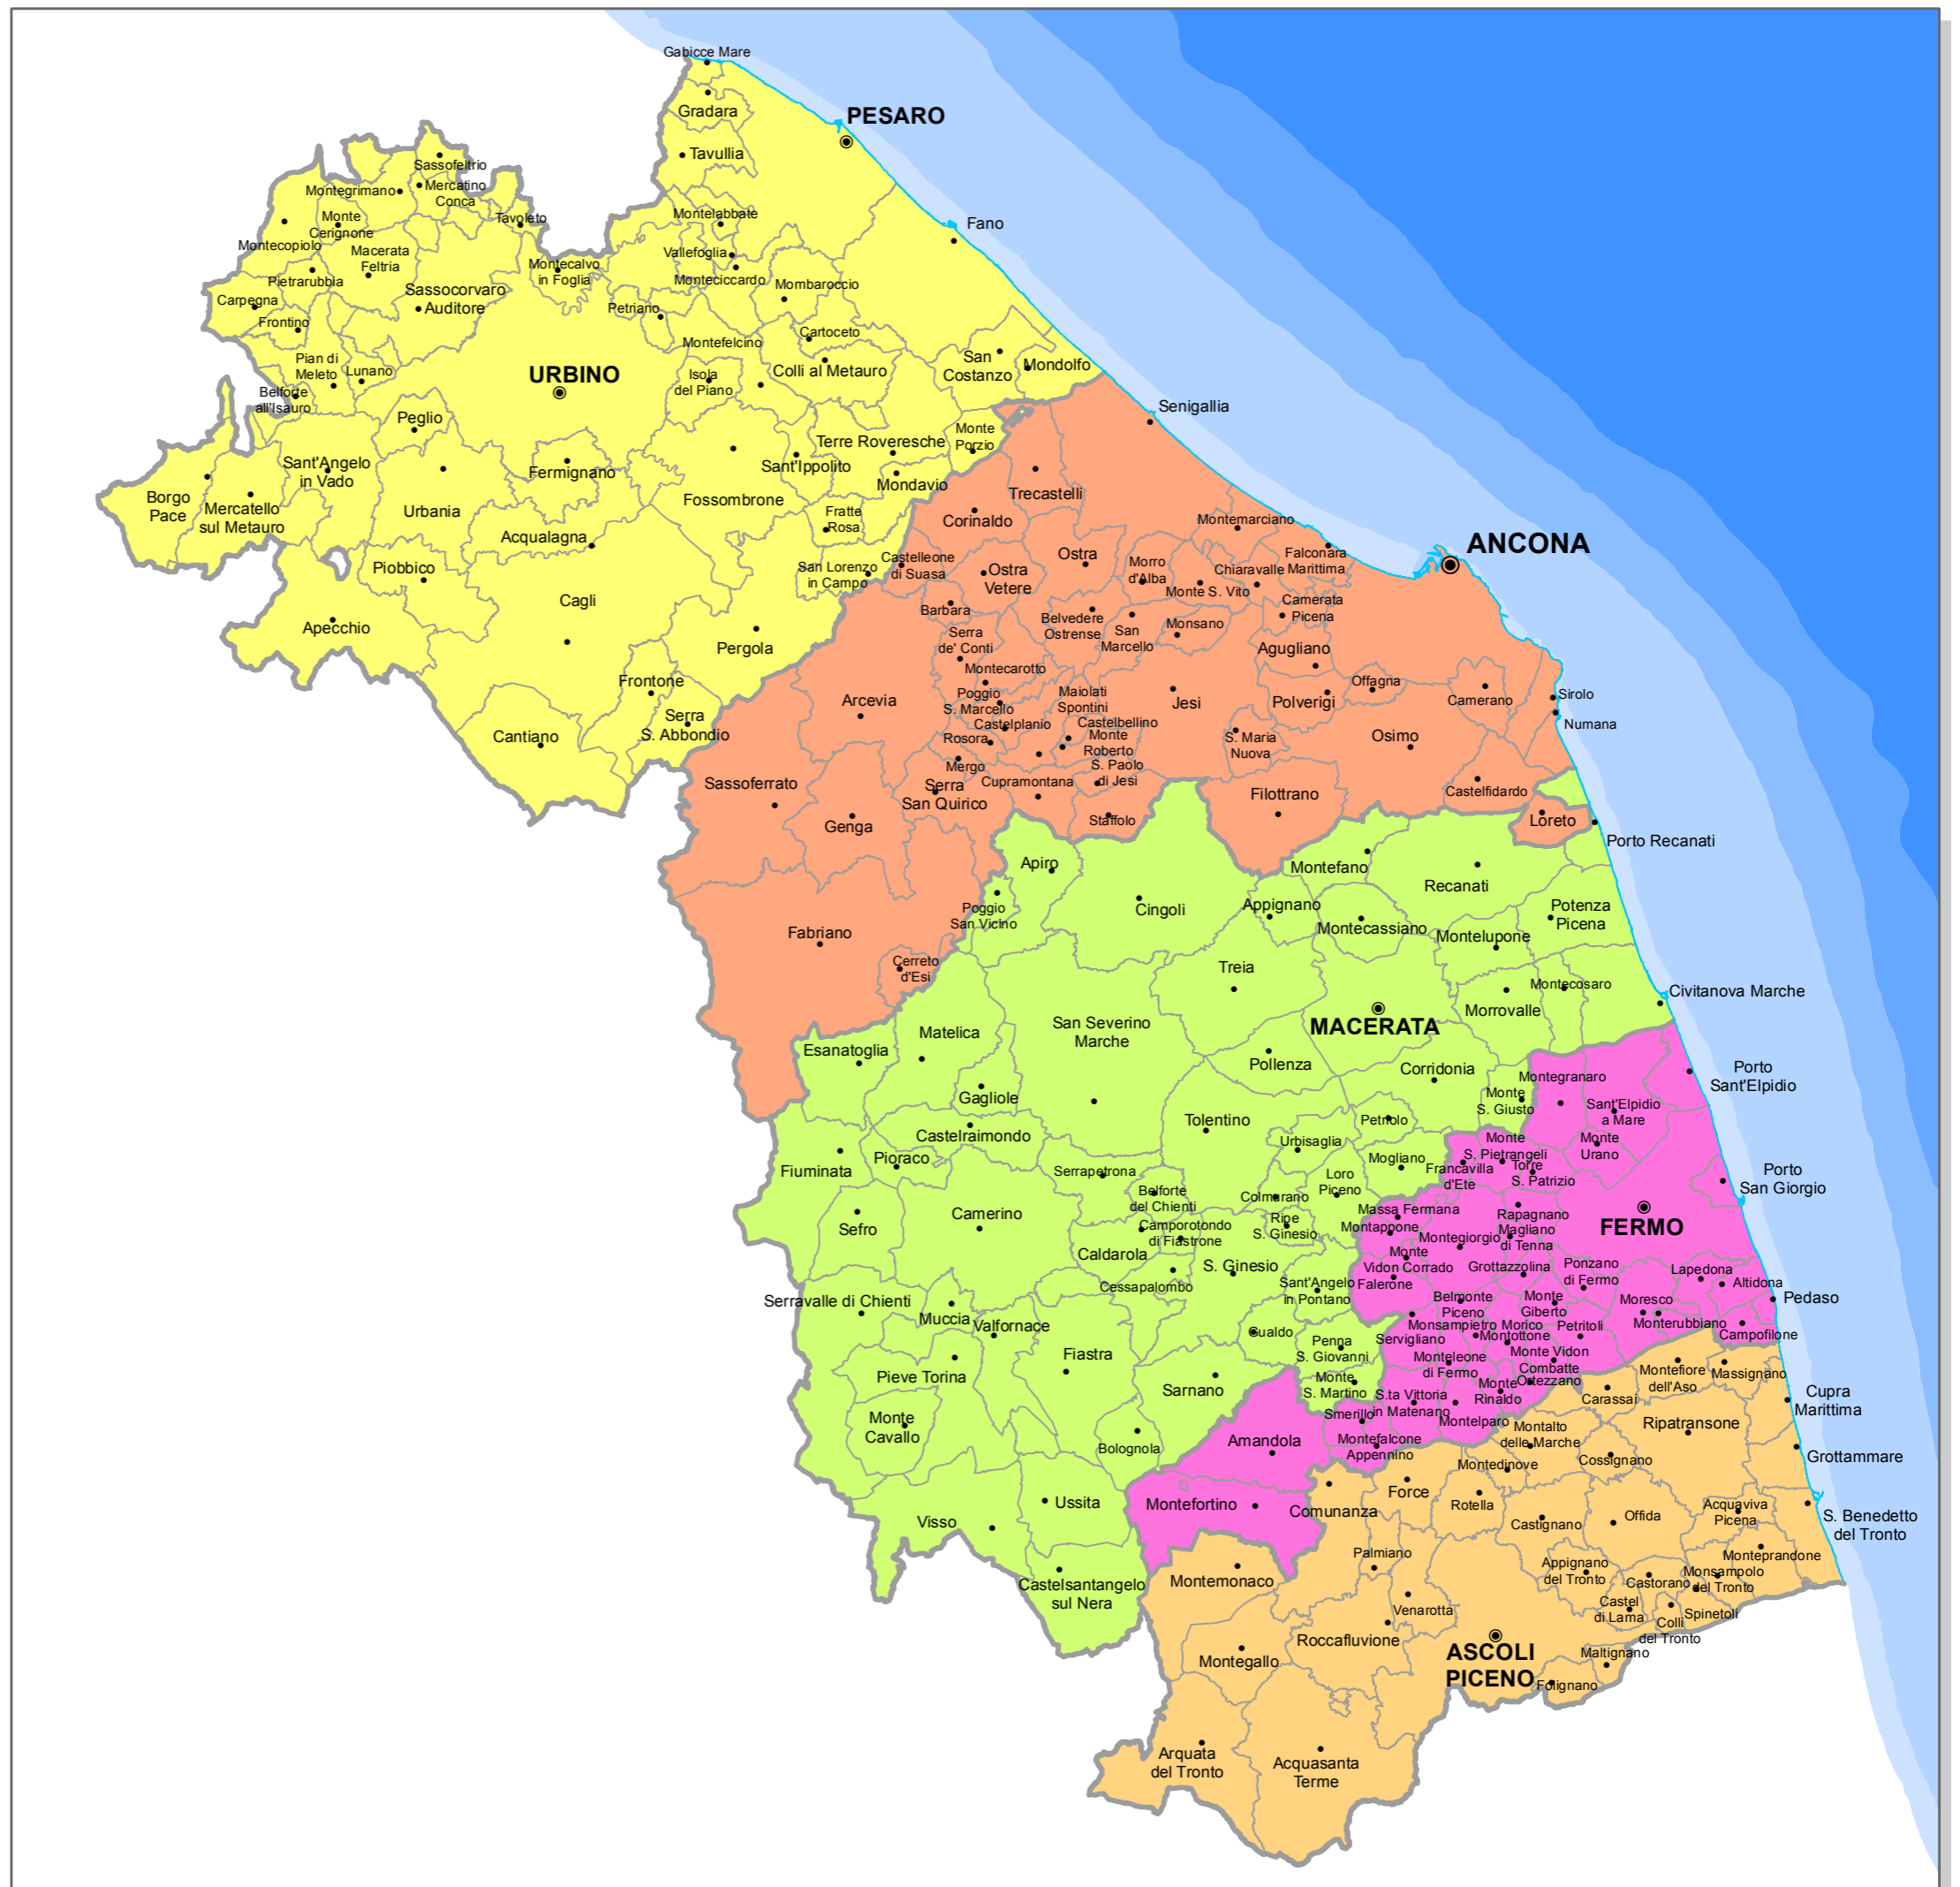 Gabicce Mare
Gradara
PESARO
Tavullia
Sassofeltrio
Montegrimano
Mercatino
Conca
Monte
Cerignone
Tavoleto
Montelabbate
Fano
Montecopiolo
Macerata
Feltria
Montecalvo
in Foglia
Vallefoglia
Monteciccardo
Pietrarubbia
Mombaroccio
Sassocorvaro
Auditore
Carpegna
Petriano
Frontino
Cartoceto
Montefelcino
Pian di
Meleto
Lunano
URBINO
Isola
del Piano
Colli al Metauro
San
Costanzo
Mondolfo
Belforte
all'Isauro
Senigallia
Peglio
Monte
Porzio
Terre Roveresche
Sant'Angelo
in Vado
Fermignano
Sant'Ippolito
Mondavio
Borgo
Pace
Mercatello
sul Metauro
Urbania
Fossombrone
Trecastelli
Fratte
Rosa
Corinaldo
Montemarciano
Acqualagna
ANCONA
Piobbico
San Lorenzo
in Campo
Castelleone
di Suasa
Ostra
Vetere
Ostra
Morro
d'Alba
Chiaravalle
Falconara
Marittima
Monte S. Vito
Cagli
Barbara
Belvedere
Ostrense
Camerata
Picena
Apecchio
Serra
de' Conti
San
Marcello
Monsano
Pergola
Agugliano
Montecarotto
Frontone
Arcevia
Poggio
S. Marcello
Maiolati
Spontini
Jesi
Polverigi
Offagna
Camerano
Sirolo
Numana
Serra
S. Abbondio
Castelplanio
Castelbellino
Cantiano
Rosora
Monte
Roberto
S. Maria
Nuova
Osimo
Mergo
S. Paolo
di Jesi
Sassoferrato
Serra
San Quirico
Cupramontana
Filottrano
Castelfidardo
Genga
Staffolo
Loreto
Porto Recanati
Apiro
Montefano
Recanati
Poggio
San Vicino
Cingoli
Appignano
Montecassiano
Potenza
Picena
Fabriano
Montelupone
Cerreto
d'Esi
Treia
Montecosaro
Civitanova Marche
Morrovalle
MACERATA
San Severino
Marche
Matelica
Esanatoglia
Pollenza
Corridonia
Porto
Sant'Elpidio
Montegranaro
Gagliole
Monte
S. Giusto
Sant'Elpidio
a Mare
Castelraimondo
Tolentino
Petriolo
Urbisaglia
Monte
S. Pietrangeli
Monte
Urano
Fiuminata
Pioraco
Serrapetrona
Mogliano
Francavilla
d'Ete
Torre
S. Patrizio
Porto
San Giorgio
Loro
Piceno
Belforte
del Chienti
Colmurano
Sefro
Camerino
Camporotondo
di Fiastrone
Ripe
S. Ginesio
Massa Fermana
Montappone
Rapagnano
Magliano
di Tenna
FERMO
Caldarola
Montegiorgio
Monte
Vidon Corrado
Cessapalombo
S. Ginesio
Falerone
Grottazzolina
Ponzano
di Fermo
Lapedona
Altidona
Sant'Angelo
in Pontano
Pedaso
Serravalle di Chienti
Muccia
Valfornace
Belmonte
Piceno
Monte
Giberto
Moresco
Monterubbiano
Campofilone
Gualdo
Monsampietro Morico
Petritoli
Penna
S. Giovanni
Servigliano
Montottone
Fiastra
Monteleone
di Fermo
Monte Vidon
Combatte
Montefiore
dell'Aso
Massignano
Pieve Torina
Sarnano
Monte
S. Martino
S.ta Vittoria
in Matenano
Monte
Rinaldo
Ortezzano
Carassai
Cupra
Marittima
Monte
Cavallo
Smerillo
Montelparo
Ripatransone
Bolognola
Amandola
Montefalcone
Appennino
Montalto
delle Marche
Cossignano
Grottammare
Montedinove
Ussita
Montefortino
Comunanza
Force
Rotella
Acquaviva
Picena
S. Benedetto
del Tronto
Visso
Castignano
Offida
Palmiano
Monteprandone
Castelsantangelo
sul Nera
Montemonaco
Appignano
del Tronto
Castorano
Monsampolo
del Tronto
Venarotta
Castel
di Lama
Colli
del Tronto
Spinetoli
Roccafluvione
ASCOLI
PICENO
Montegallo
Maltignano
Folignano
Arquata
del Tronto
Acquasanta
Terme